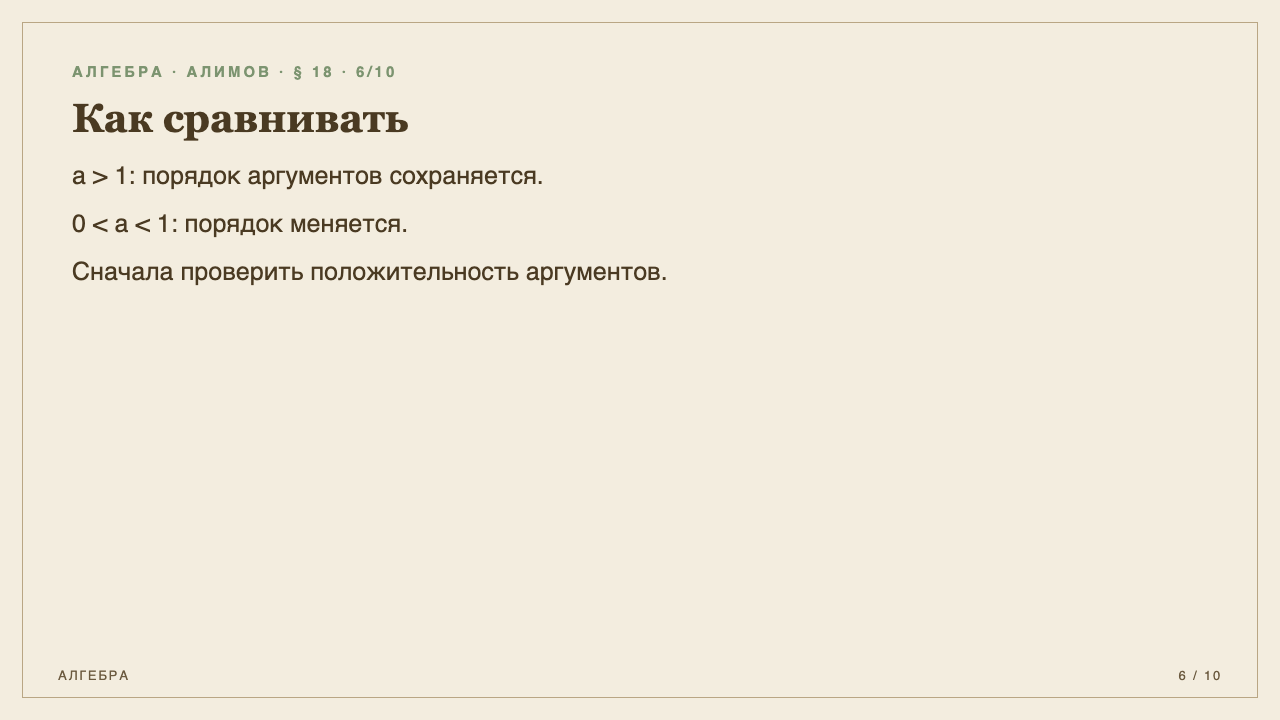 АЛГЕБРА · АЛИМОВ · § 18 · 6/10
Как сравнивать
a > 1: порядок аргументов сохраняется.
0 < a < 1: порядок меняется.
Сначала проверить положительность аргументов.
АЛГЕБРА
6 / 10